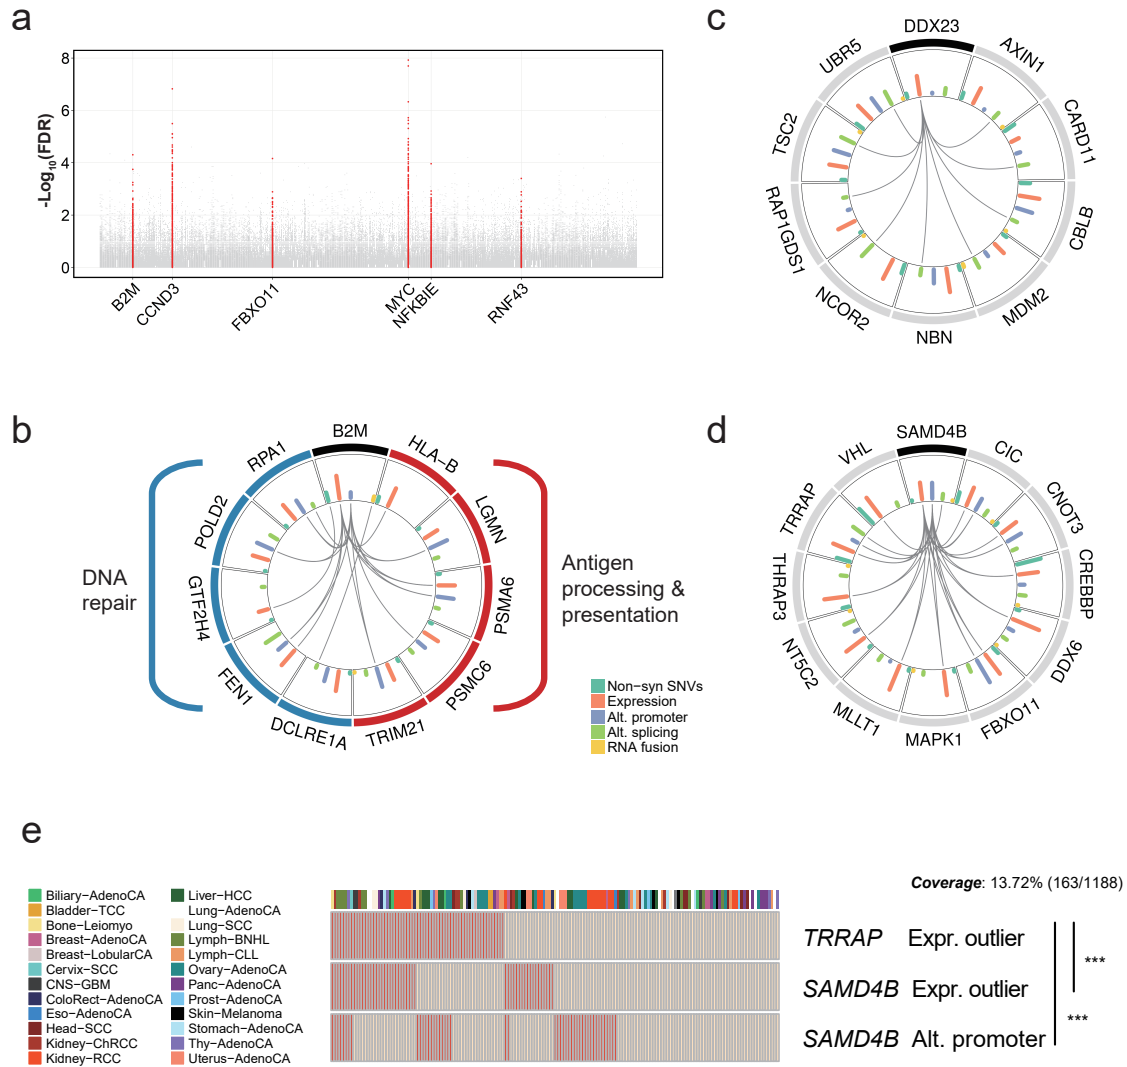 a
-Log10(FDR)
8
6
4
2
0
B2M
CCND3
FBXO11
MYC
NFKBIE
RNF43
c
DDX23
AXIN1
CARD11
CBLB
MDM2
NBN
NCOR2
RAP1GDS1
TSC2
UBR5
b
B2M
HLA−B
LGMN
PSMA6
PSMC6
TRIM21
DCLRE1A
FEN1
GTF2H4
POLD2
RPA1
DNA
repair
Antigen
processing &
presentation
Non−syn SNVs
Expression
Alt. promoter
Alt. splicing
RNA fusion
d
SAMD4B
CIC
CNOT3
CREBBP
DDX6
FBXO11
MAPK1
MLLT1
NT5C2
THRAP3
TRRAP
VHL
e
Biliary−AdenoCA
Bladder−TCC
Bone−Leiomyo
Breast−AdenoCA
Breast−LobularCA
Cervix−SCC
CNS−GBM
ColoRect−AdenoCA
Eso−AdenoCA
Head−SCC
Kidney−ChRCC
Kidney−RCC
Liver−HCC
Lung−AdenoCA
Lung−SCC
Lymph−BNHL
Lymph−CLL
Ovary−AdenoCA
Panc−AdenoCA
Prost−AdenoCA
Skin−Melanoma
Stomach−AdenoCA
Thy−AdenoCA
Uterus−AdenoCA
Coverage: 13.72% (163/1188)
TRRAP Expr. outlier
SAMD4B Expr. outlier
SAMD4B Alt. promoter
***
***